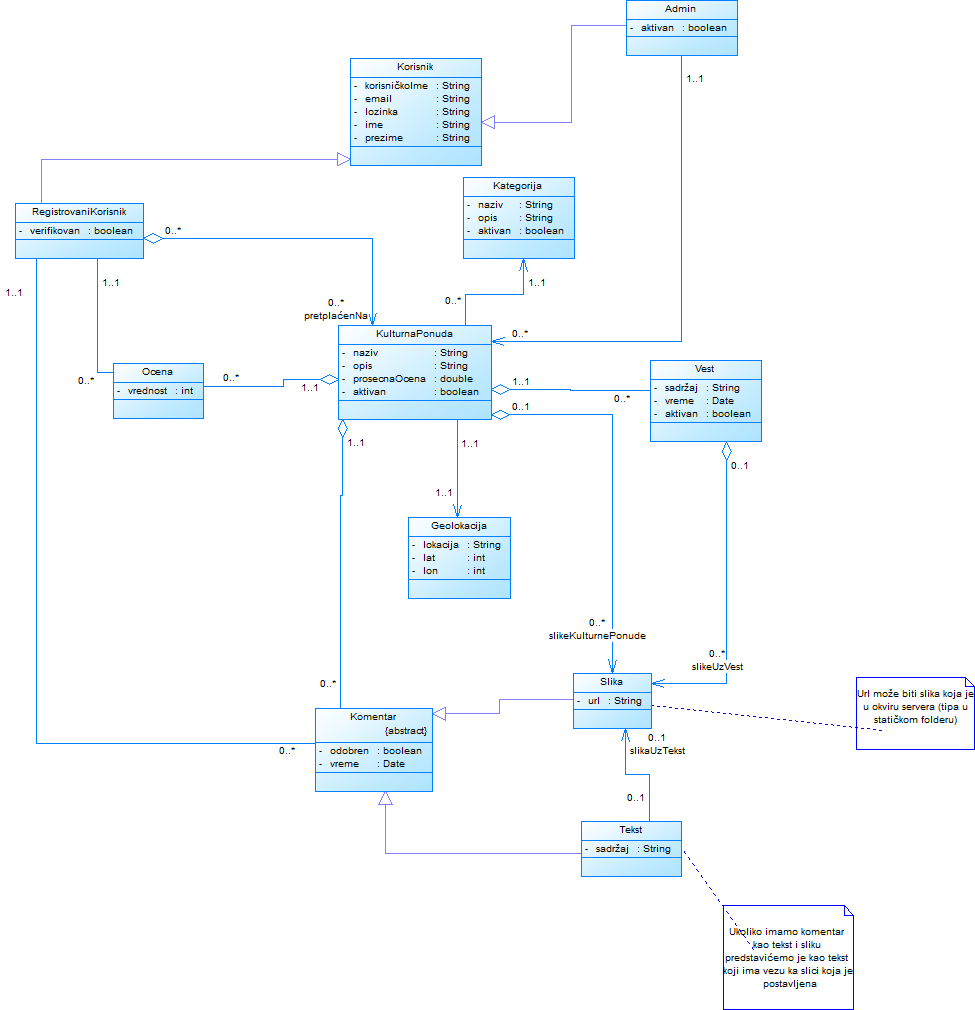 Admin
- aktivan : boolean
1..1
Korisnik
- korisničkoIme : String
- email : String
- lozinka : String
- ime : String
- prezime : String
Kategorija
- naziv : String
- opis : String
- aktivan : boolean
RegistrovaniKorisnik
- verifikovan : boolean
0..*
1..1
1..1
1..1
0..*
0..*
pretplaćenNa
0..*
KulturnaPonuda
- naziv : String
- opis : String
- prosecnaOcena : double
- aktivan : boolean
Ocena
- vrednost : int
0..*
0..*
1..1
1..1
0..*
0..1
Vest
- sadržaj : String
- vreme : Date
- aktivan : boolean
1..1
1..1
0..1
1..1
Geolokacija
- lokacija : String
- lat : int
- lon : int
0..*
slikeKulturnePonude
0..*
slikeUzVest
0..*
Slika
- url : String
Url može biti slika koja je
u okviru servera (tipa u
statičkom folderu)
Komentar
{abstract}
- odobren : boolean
- vreme : Date
0..*
0..1
slikaUzTekst
0..1
Tekst
- sadržaj : String
Ukoliko imamo komentar
kao tekst i sliku
predstavićemo je kao tekst
koji ima vezu ka slici koja je
postavljena